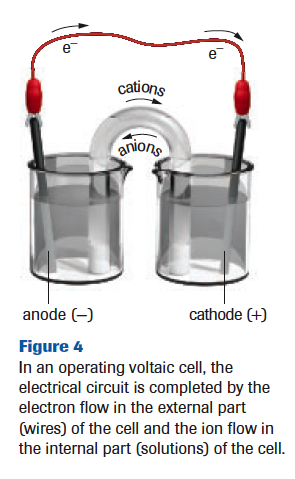 e⁻
e⁻
cations
anions
anode (–)
cathode (+)
Figure 4
In an operating voltaic cell, the
electrical circuit is completed by the
electron flow in the external part
(wires) of the cell and the ion flow in
the internal part (solutions) of the cell.